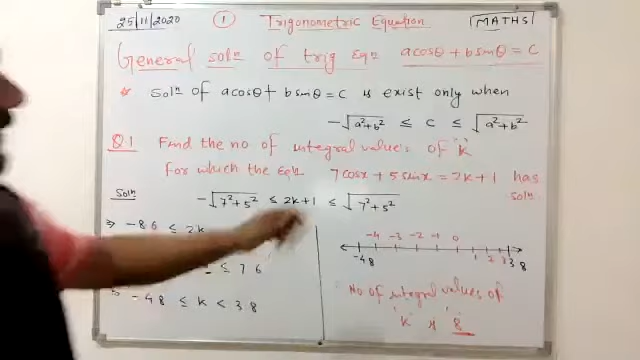 25/11/2020 ① Trigonometric Equation MATHS
General solⁿ of trig Eqⁿ a cosθ + b sinθ = c
* Solⁿ of a cosθ + b sinθ = c is exist only when
-√(a²+b²) ≤ c ≤ √(a²+b²)
Q1 Find the no of integral values of 'K'
For which the Eqⁿ 7cosx + 5sinx = 2K+1 has
solⁿ.
Solⁿ -√(7²+5²) ≤ 2K+1 ≤ √(7²+5²)
⇒ -8 6 ≤ 2K
≤ 7 6
-4 8 ≤ K ≤ 3 8
-4 -3 -2 -1 0
-4 8 1 2 3 3 8
∴ No of integral values of
'K' is 8